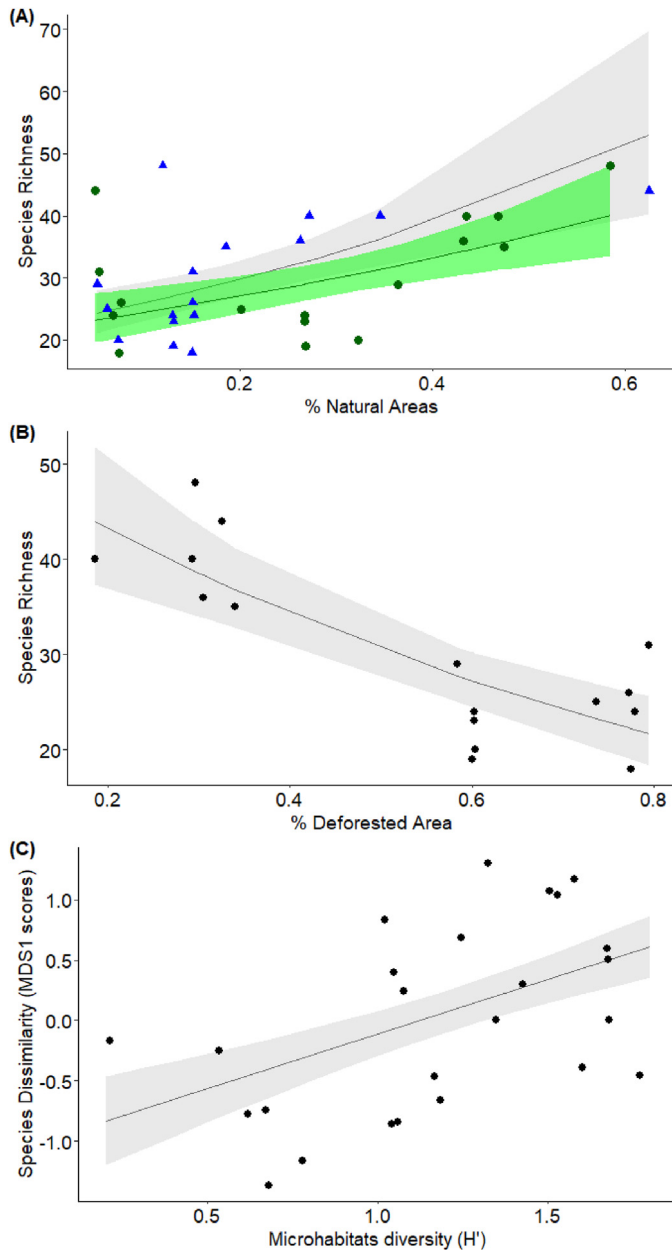 (A)
70
60
50
40
30
20
Species Richness
0.2
0.4
0.6
% Natural Areas
(B)
50
40
30
20
Species Richness
0.2
0.4
0.6
0.8
% Deforested Area
(C)
1.0
0.5
0.0
-0.5
-1.0
Species Dissimilarity (MDS1 scores)
0.5
1.0
1.5
Microhabitats diversity (H')